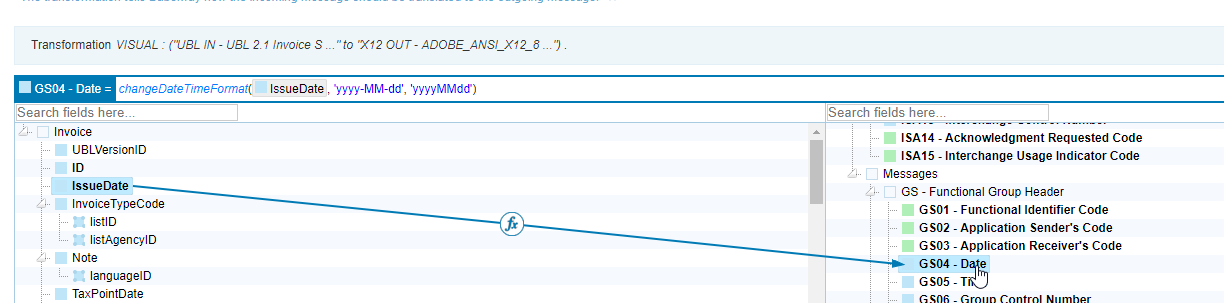 Transformation VISUAL : ("UBL IN - UBL 2.1 Invoice S ..." to "X12 OUT - ADOBE_ANSI_X12_8 ...") .
GS04 - Date = changeDateTimeFormat( IssueDate , 'yyyy-MM-dd', 'yyyyMMdd')
Search fields here...
Invoice
UBLVersionID
ID
IssueDate
InvoiceTypeCode
listID
listAgencyID
Note
languageID
TaxPointDate
fx
Search fields here...
ISA14 - Acknowledgment Requested Code
ISA15 - Interchange Usage Indicator Code
Messages
GS - Functional Group Header
GS01 - Functional Identifier Code
GS02 - Application Sender's Code
GS03 - Application Receiver's Code
GS04 - Date
GS05 -
GS06 - Group Control Number